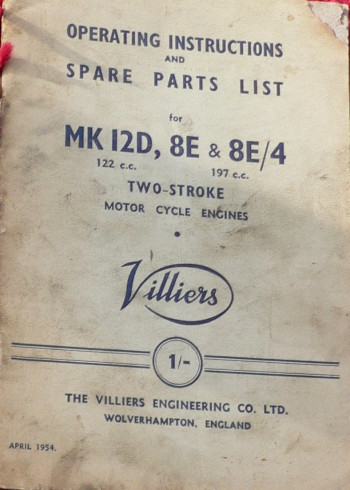 OPERATING INSTRUCTIONS
AND
SPARE PARTS LIST
for
MK 12D, 8E & 8E/4
122 c.c. 197 c.c.
TWO-STROKE
MOTOR CYCLE ENGINES
•
Villiers
1/-
THE VILLIERS ENGINEERING CO. LTD.
WOLVERHAMPTON, ENGLAND
APRIL 1954.